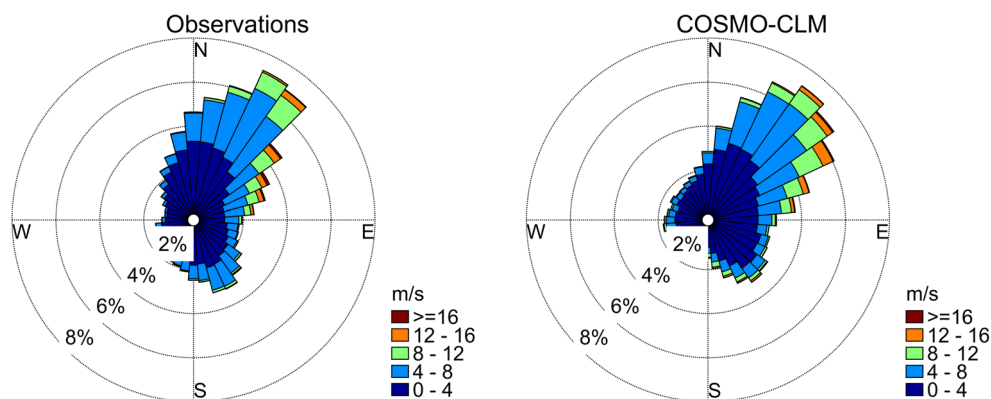 Observations
N
W
E
S
2%
4%
6%
8%
m/s
>=16
12 - 16
8 - 12
4 - 8
0 - 4
COSMO-CLM
N
W
E
S
2%
4%
6%
8%
m/s
>=16
12 - 16
8 - 12
4 - 8
0 - 4